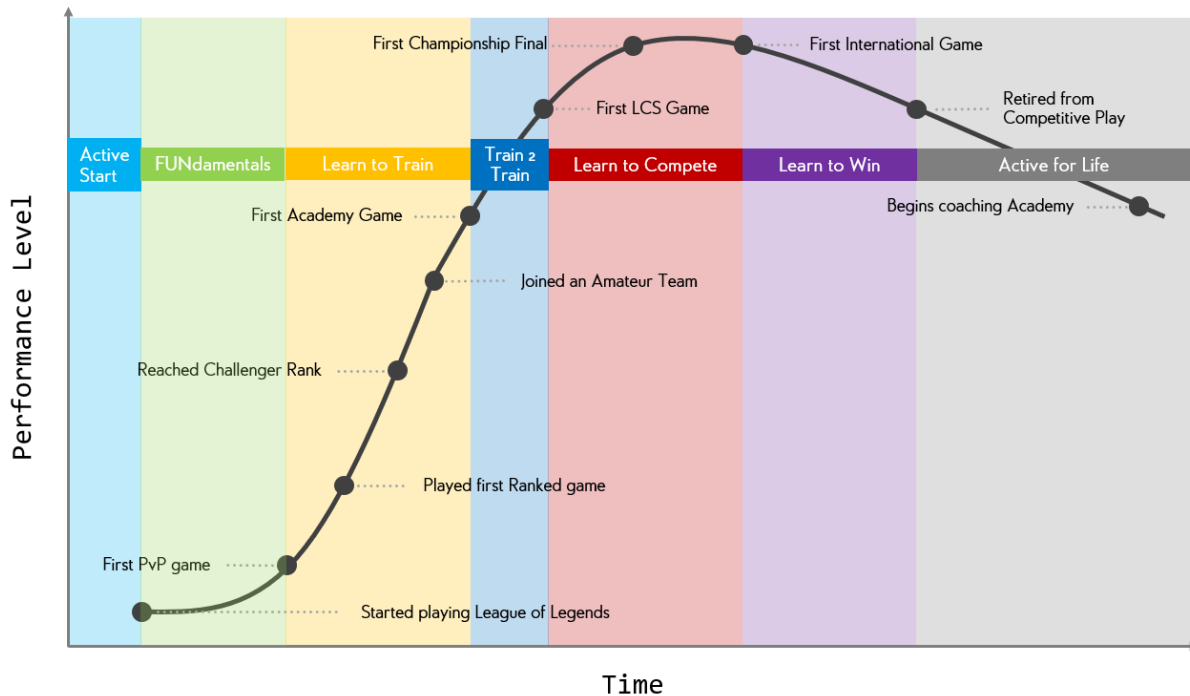 First Championship Final
First International Game
First LCS Game
Retired from
Competitive Play
Active
Start
FUNdamentals
Learn to Train
Train 2
Train
Learn to Compete
Learn to Win
Active for Life
First Academy Game
Begins coaching Academy
Joined an Amateur Team
Reached Challenger Rank
Played first Ranked game
First PvP game
Started playing League of Legends
Performance Level
Time